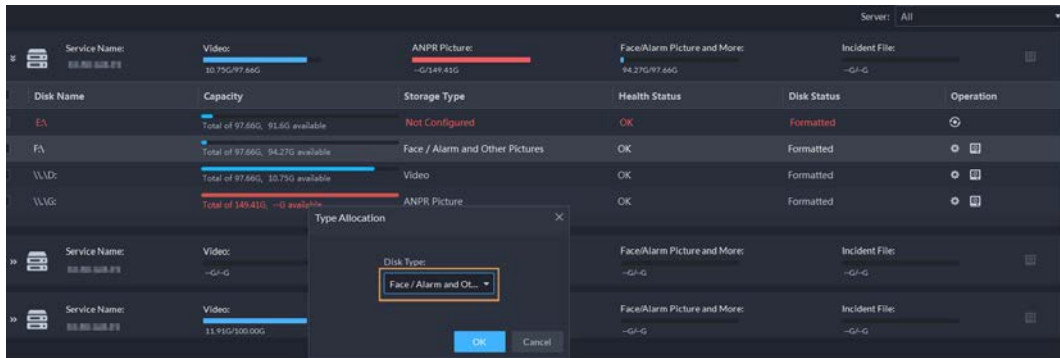 Server: All
Service Name: Video: ANPR Picture: Face/Alarm Picture and More: Incident File:
10.75G/97.66G --G/149.41G 94.27G/97.66G --G/--G
Disk Name Capacity Storage Type Health Status Disk Status Operation
E:\ Total of 97.66G, 91.6G available Not Configured OK Formatted
F:\ Total of 97.66G, 94.27G available Face / Alarm and Other Pictures OK Formatted
\\\D: Total of 97.66G, 10.75G available Video OK Formatted
\\\G: Total of 149.41G, --G available ANPR Picture OK Formatted
Type Allocation
Disk Type:
Face / Alarm and Ot...
OK Cancel
Service Name: Video: Face/Alarm Picture and More: Incident File:
--G/--G --G/--G --G/--G
Service Name: Video: Face/Alarm Picture and More: Incident File:
11.91G/100.00G --G/--G --G/--G